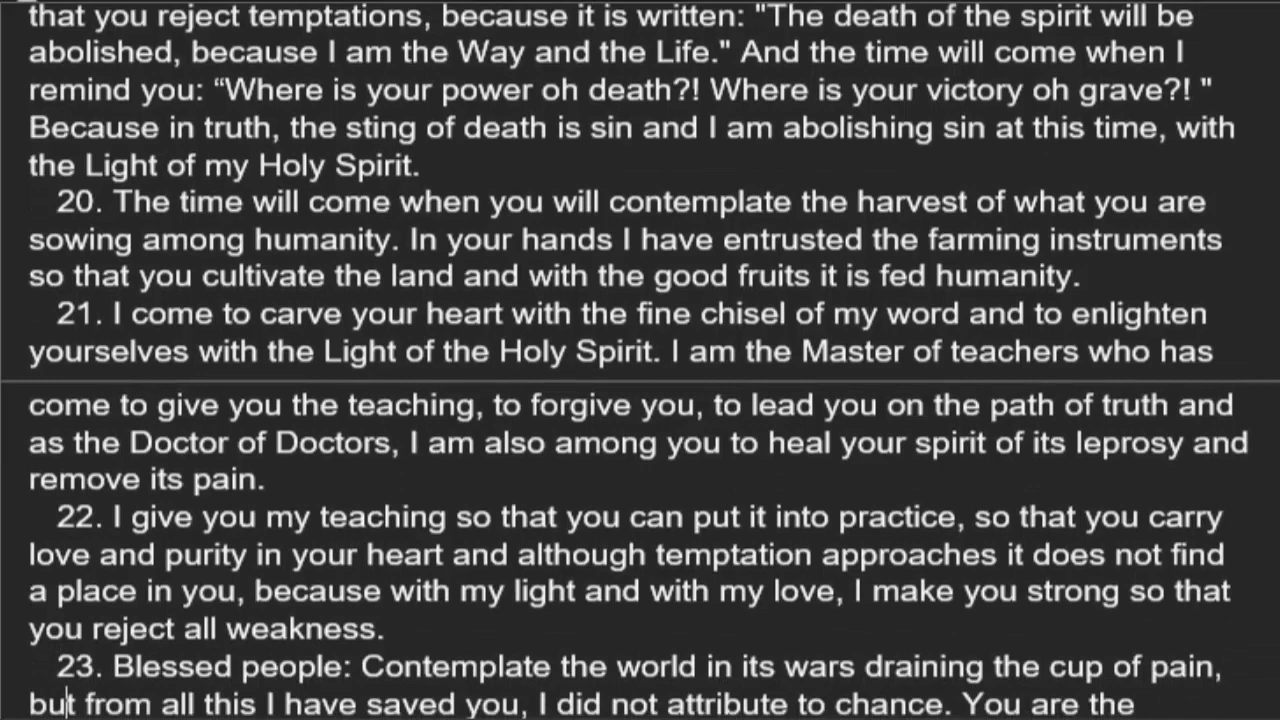 that you reject temptations, because it is written: "The death of the spirit will be
abolished, because I am the Way and the Life." And the time will come when I
remind you: “Where is your power oh death?! Where is your victory oh grave?! "
Because in truth, the sting of death is sin and I am abolishing sin at this time, with
the Light of my Holy Spirit.
20. The time will come when you will contemplate the harvest of what you are
sowing among humanity. In your hands I have entrusted the farming instruments
so that you cultivate the land and with the good fruits it is fed humanity.
21. I come to carve your heart with the fine chisel of my word and to enlighten
yourselves with the Light of the Holy Spirit. I am the Master of teachers who has
come to give you the teaching, to forgive you, to lead you on the path of truth and
as the Doctor of Doctors, I am also among you to heal your spirit of its leprosy and
remove its pain.
22. I give you my teaching so that you can put it into practice, so that you carry
love and purity in your heart and although temptation approaches it does not find
a place in you, because with my light and with my love, I make you strong so that
you reject all weakness.
23. Blessed people: Contemplate the world in its wars draining the cup of pain,
but from all this I have saved you, I did not attribute to chance. You are the